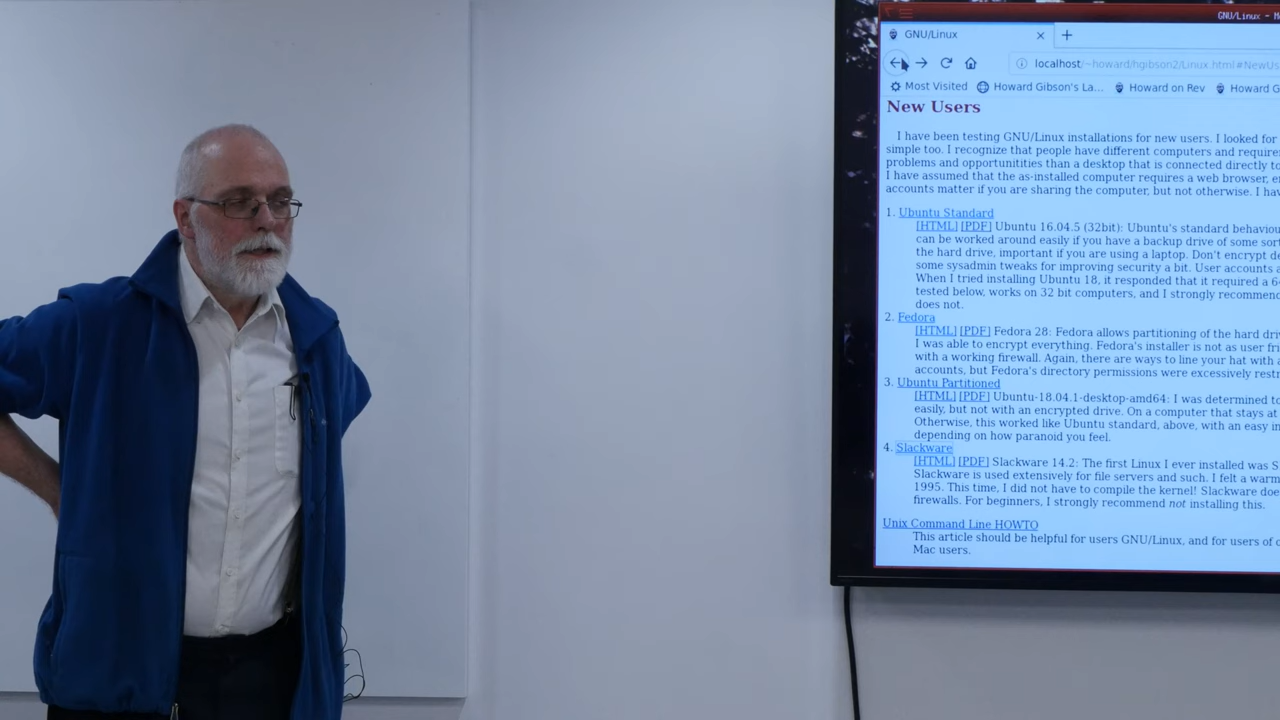 GNU/Linux - M
GNU/Linux
localhost/~howard/hgibson2/Linux.html#NewUs
Most Visited Howard Gibson's La... Howard on Rev Howard G
New Users
I have been testing GNU/Linux installations for new users. I looked for
simple too. I recognize that people have different computers and require
problems and opportunitities than a desktop that is connected directly to
I have assumed that the as-installed computer requires a web browser, e
accounts matter if you are sharing the computer, but not otherwise. I hav
1. Ubuntu Standard
[HTML] [PDF] Ubuntu 16.04.5 (32bit): Ubuntu's standard behaviou
can be worked around easily if you have a backup drive of some sor
the hard drive, important if you are using a laptop. Don't encrypt de
some sysadmin tweaks for improving security a bit. User accounts a
When I tried installing Ubuntu 18, it responded that it required a 6
tested below, works on 32 bit computers, and I strongly recommend
does not.
2. Fedora
[HTML] [PDF] Fedora 28: Fedora allows partitioning of the hard driv
I was able to encrypt everything. Fedora's installer is not as user fri
with a working firewall. Again, there are ways to line your hat with a
accounts, but Fedora's directory permissions were excessively restr
3. Ubuntu Partitioned
[HTML] [PDF] Ubuntu-18.04.1-desktop-amd64: I was determined to
easily, but not with an encrypted drive. On a computer that stays at
Otherwise, this worked like Ubuntu standard, above, with an easy in
depending on how paranoid you feel.
4. Slackware
[HTML] [PDF] Slackware 14.2: The first Linux I ever installed was S
Slackware is used extensively for file servers and such. I felt a warm
1995. This time, I did not have to compile the kernel! Slackware doe
firewalls. For beginners, I strongly recommend not installing this.
Unix Command Line HOWTO
This article should be helpful for users GNU/Linux, and for users of o
Mac users.